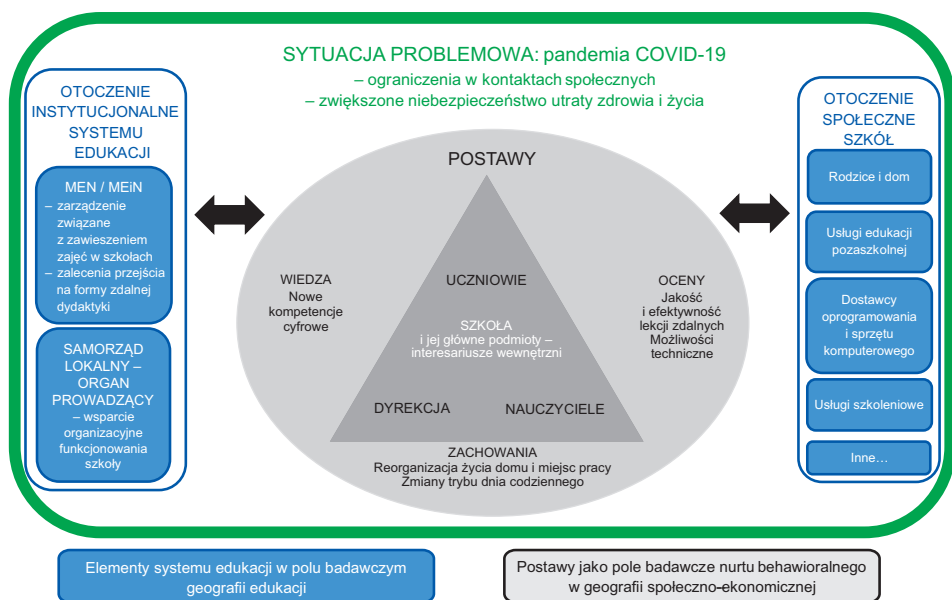 SYTUACJA PROBLEMOWA: pandemia COVID-19
– ograniczenia w kontaktach społecznych
– zwiększone niebezpieczeństwo utraty zdrowia i życia
OTOCZENIE
INSTYTUCJONALNE
SYSTEMU
EDUKACJI
MEN / MEiN
– zarządzenie
związane
z zawieszeniem
zajęć w szkołach
– zalecenia przejścia
na formy zdalnej
dydaktyki
SAMORZĄD
LOKALNY –
ORGAN
PROWADZĄCY
– wsparcie
organizacyjne
funkcjonowania
szkoły
POSTAWY
WIEDZA
Nowe
kompetencje
cyfrowe
UCZNIOWIE
SZKOŁA
i jej główne podmioty –
interesariusze wewnętrzni
DYREKCJA
NAUCZYCIELE
OCENY
Jakość
i efektywność
lekcji zdalnych
Możliwości
techniczne
ZACHOWANIA
Reorganizacja życia domu i miejsc pracy
Zmiany trybu dnia codziennego
OTOCZENIE
SPOŁECZNE
SZKÓŁ
Rodzice i dom
Usługi edukacji
pozaszkolnej
Dostawcy
oprogramowania
i sprzętu
komputerowego
Usługi szkoleniowe
Inne…
Elementy systemu edukacji w polu badawczym
geografii edukacji
Postawy jako pole badawcze nurtu behawioralnego
w geografii społeczno-ekonomicznej